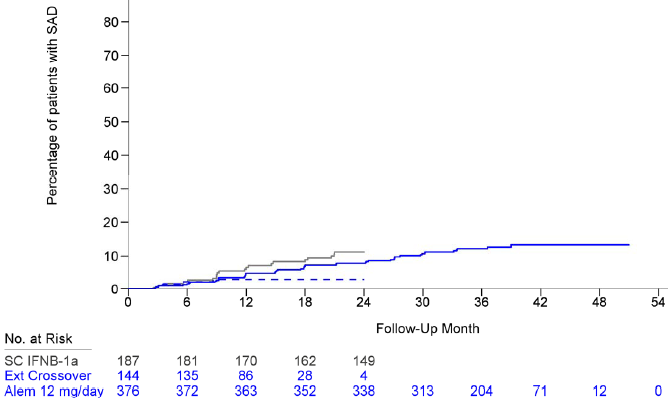 Percentage of patients with SAD
80
70
60
50
40
30
20
10
0
0 6 12 18 24 30 36 42 48 54
Follow-Up Month
No. at Risk
SC IFNB-1a 187 181 170 162 149
Ext Crossover 144 135 86 28 4
Alem 12 mg/day 376 372 363 352 338 313 204 71 12 0